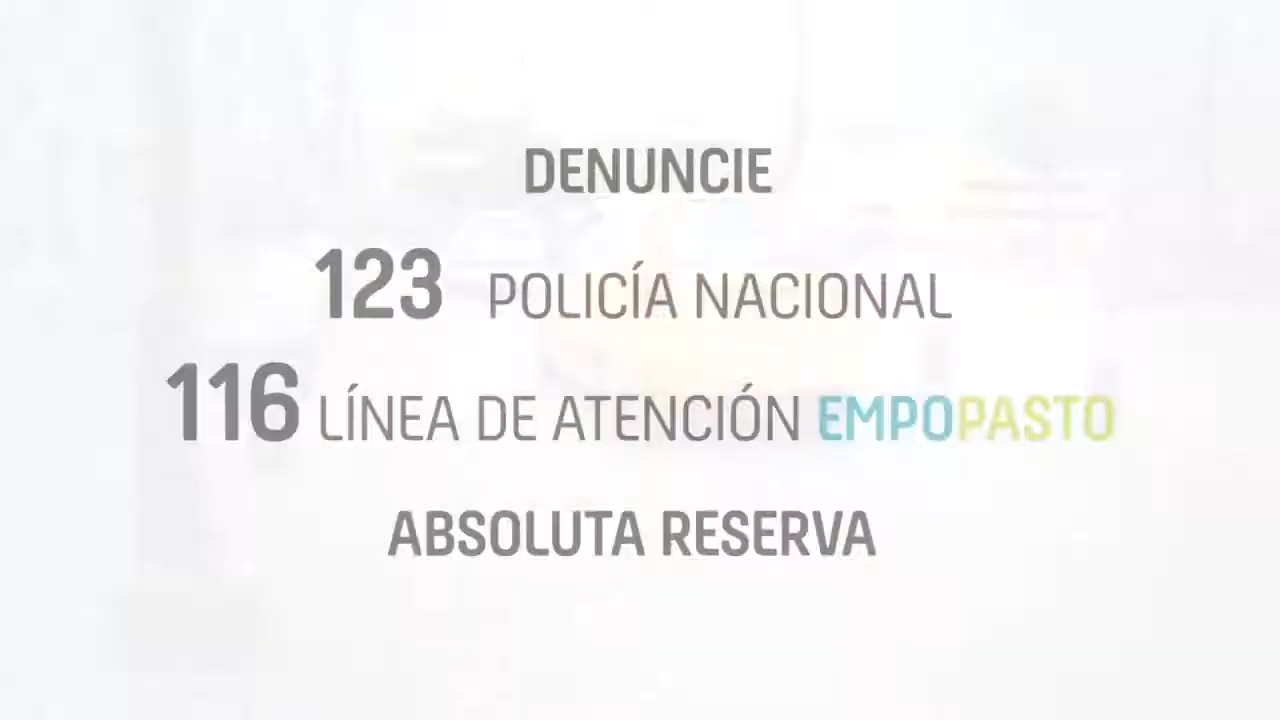 DENUNCIE
123 POLICÍA NACIONAL
116 LÍNEA DE ATENCIÓN EMPOPASTO
ABSOLUTA RESERVA